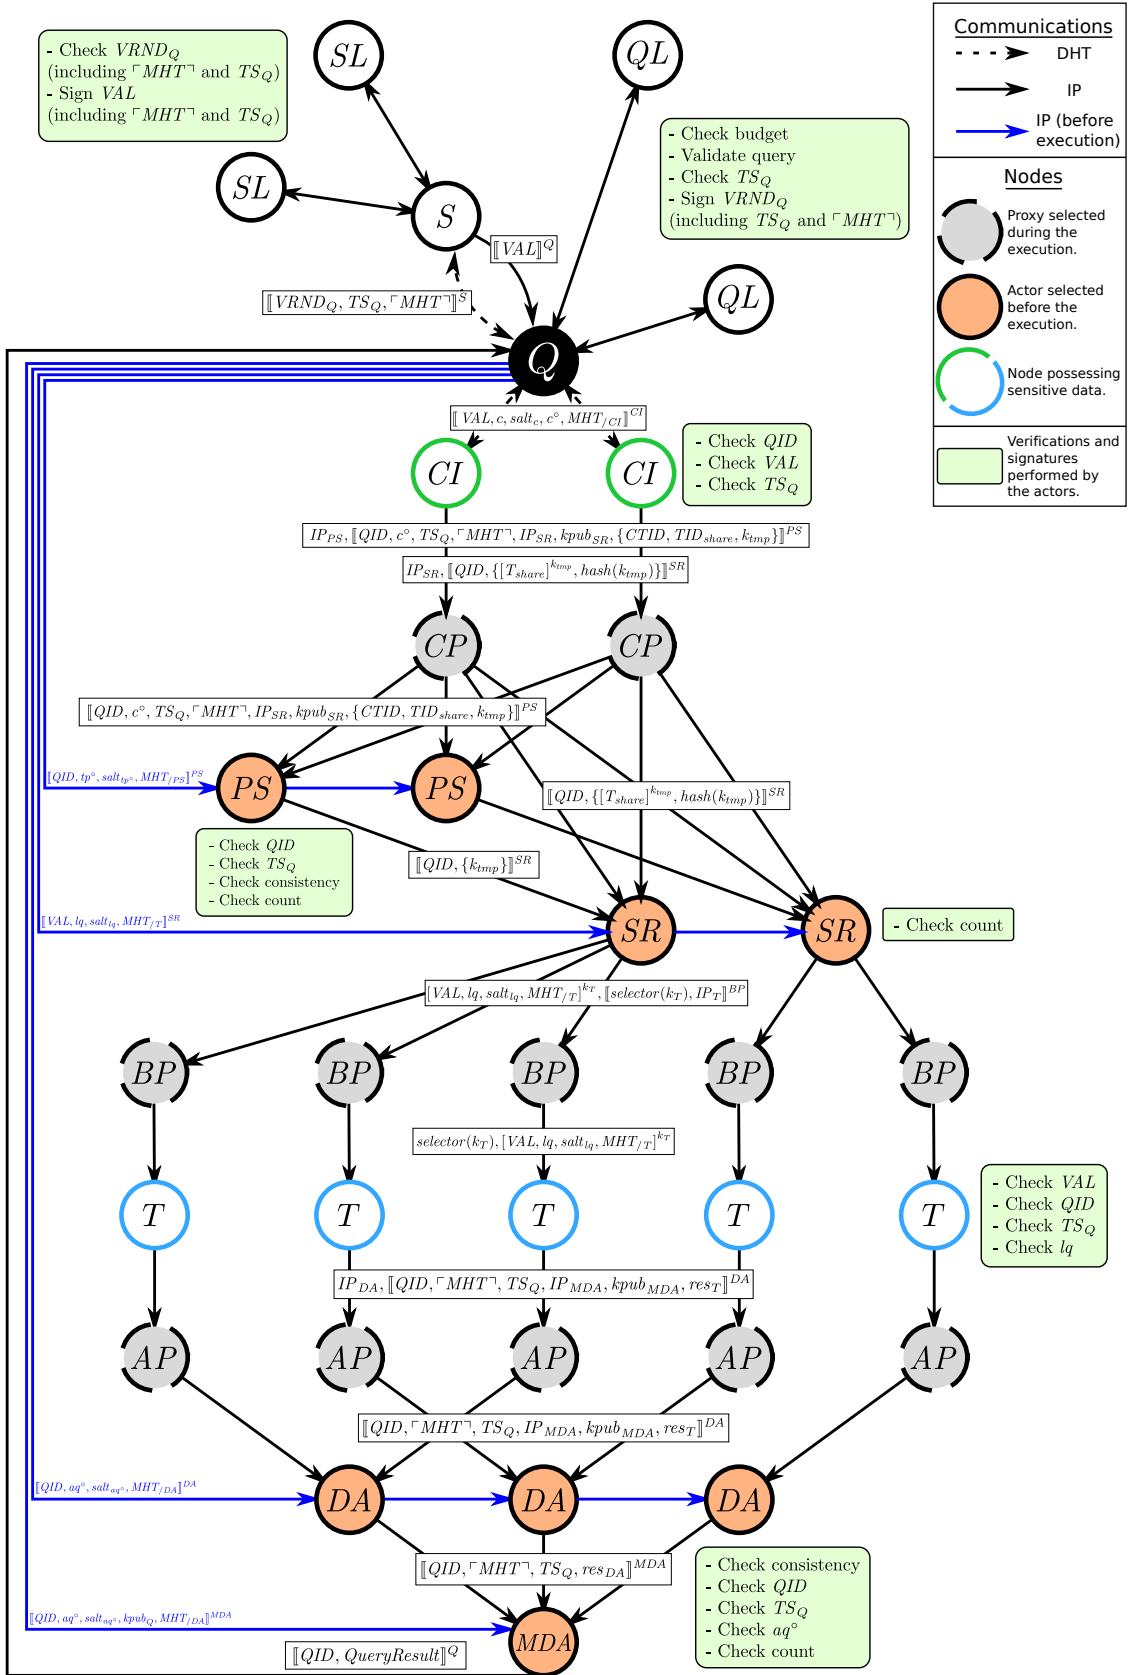 Communications
DHT
IP
IP (before
execution)
Nodes
Proxy selected
during the
execution.
Actor selected
before the
execution.
Node possessing
sensitive data.
Verifications and
signatures
performed by
the actors.
- Check VRND_Q
(including ⌜MHT⌝ and TS_Q)
- Sign VAL
(including ⌜MHT⌝ and TS_Q)
SL
QL
- Check budget
- Validate query
- Check TS_Q
- Sign VRND_Q
(including TS_Q and ⌜MHT⌝)
SL
S
⟦VAL⟧^Q
⟦VRND_Q, TS_Q, ⌜MHT⌝⟧^S
QL
Q
⟦VAL, c, salt_c, c°, MHT_/CI⟧^CI
CI
CI
- Check QID
- Check VAL
- Check TS_Q
IP_PS, ⟦QID, c°, TS_Q, ⌜MHT⌝, IP_SR, kpub_SR, {CTID, TID_share, k_tmp}⟧^PS
IP_SR, ⟦QID, {[T_share]^k_tmp, hash(k_tmp)}⟧^SR
CP
CP
⟦QID, c°, TS_Q, ⌜MHT⌝, IP_SR, kpub_SR, {CTID, TID_share, k_tmp}⟧^PS
⟦QID, tp°, salt_tp°, MHT_/PS⟧^PS
PS
PS
⟦QID, {[T_share]^k_tmp, hash(k_tmp)}⟧^SR
- Check QID
- Check TS_Q
- Check consistency
- Check count
⟦QID, {k_tmp}⟧^SR
⟦VAL, lq, salt_lq, MHT_/T⟧^SR
SR
SR
- Check count
[VAL, lq, salt_lq, MHT_/T]^k_T, ⟦selector(k_T), IP_T⟧^BP
BP
BP
BP
BP
BP
selector(k_T), [VAL, lq, salt_lq, MHT_/T]^k_T
T
T
T
T
T
- Check VAL
- Check QID
- Check TS_Q
- Check lq
IP_DA, ⟦QID, ⌜MHT⌝, TS_Q, IP_MDA, kpub_MDA, res_T⟧^DA
AP
AP
AP
AP
AP
⟦QID, ⌜MHT⌝, TS_Q, IP_MDA, kpub_MDA, res_T⟧^DA
⟦QID, aq°, salt_aq°, MHT_/DA⟧^DA
DA
DA
DA
⟦QID, ⌜MHT⌝, TS_Q, res_DA⟧^MDA
- Check consistency
- Check QID
- Check TS_Q
- Check aq°
- Check count
⟦QID, aq°, salt_aq°, kpub_Q, MHT_/DA⟧^MDA
MDA
⟦QID, QueryResult⟧^Q